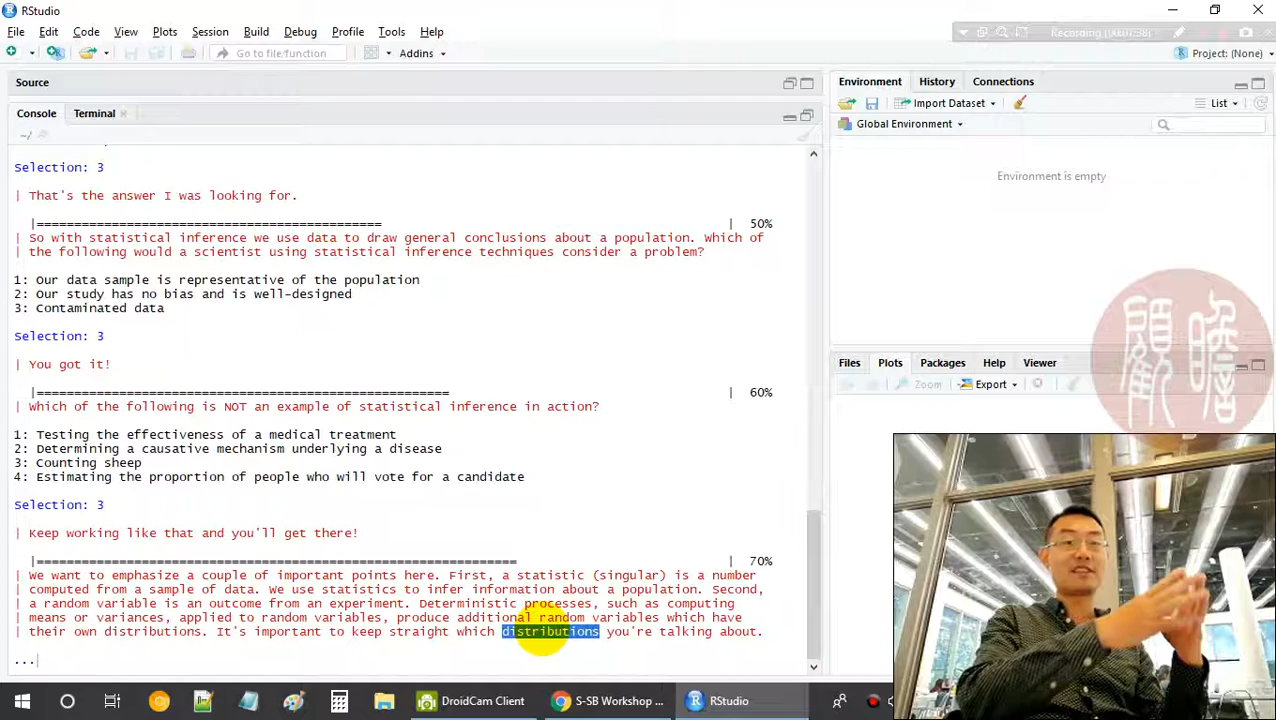 RStudio
File Edit Code View Plots Session Build Debug Profile Tools Help
Go to file/function
Addins
Recording
Project: (None)
Source
Console Terminal
~/
Selection: 3
| That's the answer I was looking for.
|============================================== | 50%
| So with statistical inference we use data to draw general conclusions about a population. Which of
| the following would a scientist using statistical inference techniques consider a problem?
1: Our data sample is representative of the population
2: Our study has no bias and is well-designed
3: Contaminated data
Selection: 3
| You got it!
|======================================================= | 60%
| Which of the following is NOT an example of statistical inference in action?
1: Testing the effectiveness of a medical treatment
2: Determining a causative mechanism underlying a disease
3: Counting sheep
4: Estimating the proportion of people who will vote for a candidate
Selection: 3
| Keep working like that and you'll get there!
|================================================================ | 70%
| We want to emphasize a couple of important points here. First, a statistic (singular) is a number
| computed from a sample of data. We use statistics to infer information about a population. Second,
| a random variable is an outcome from an experiment. Deterministic processes, such as computing
| means or variances, applied to random variables, produce additional random variables which have
| their own distributions. It's important to keep straight which distributions you're talking about.
...
Environment History Connections
Import Dataset
List
Global Environment
Environment is empty
Files Plots Packages Help Viewer
Zoom Export
DroidCam Client
S-SB Workshop ...
RStudio